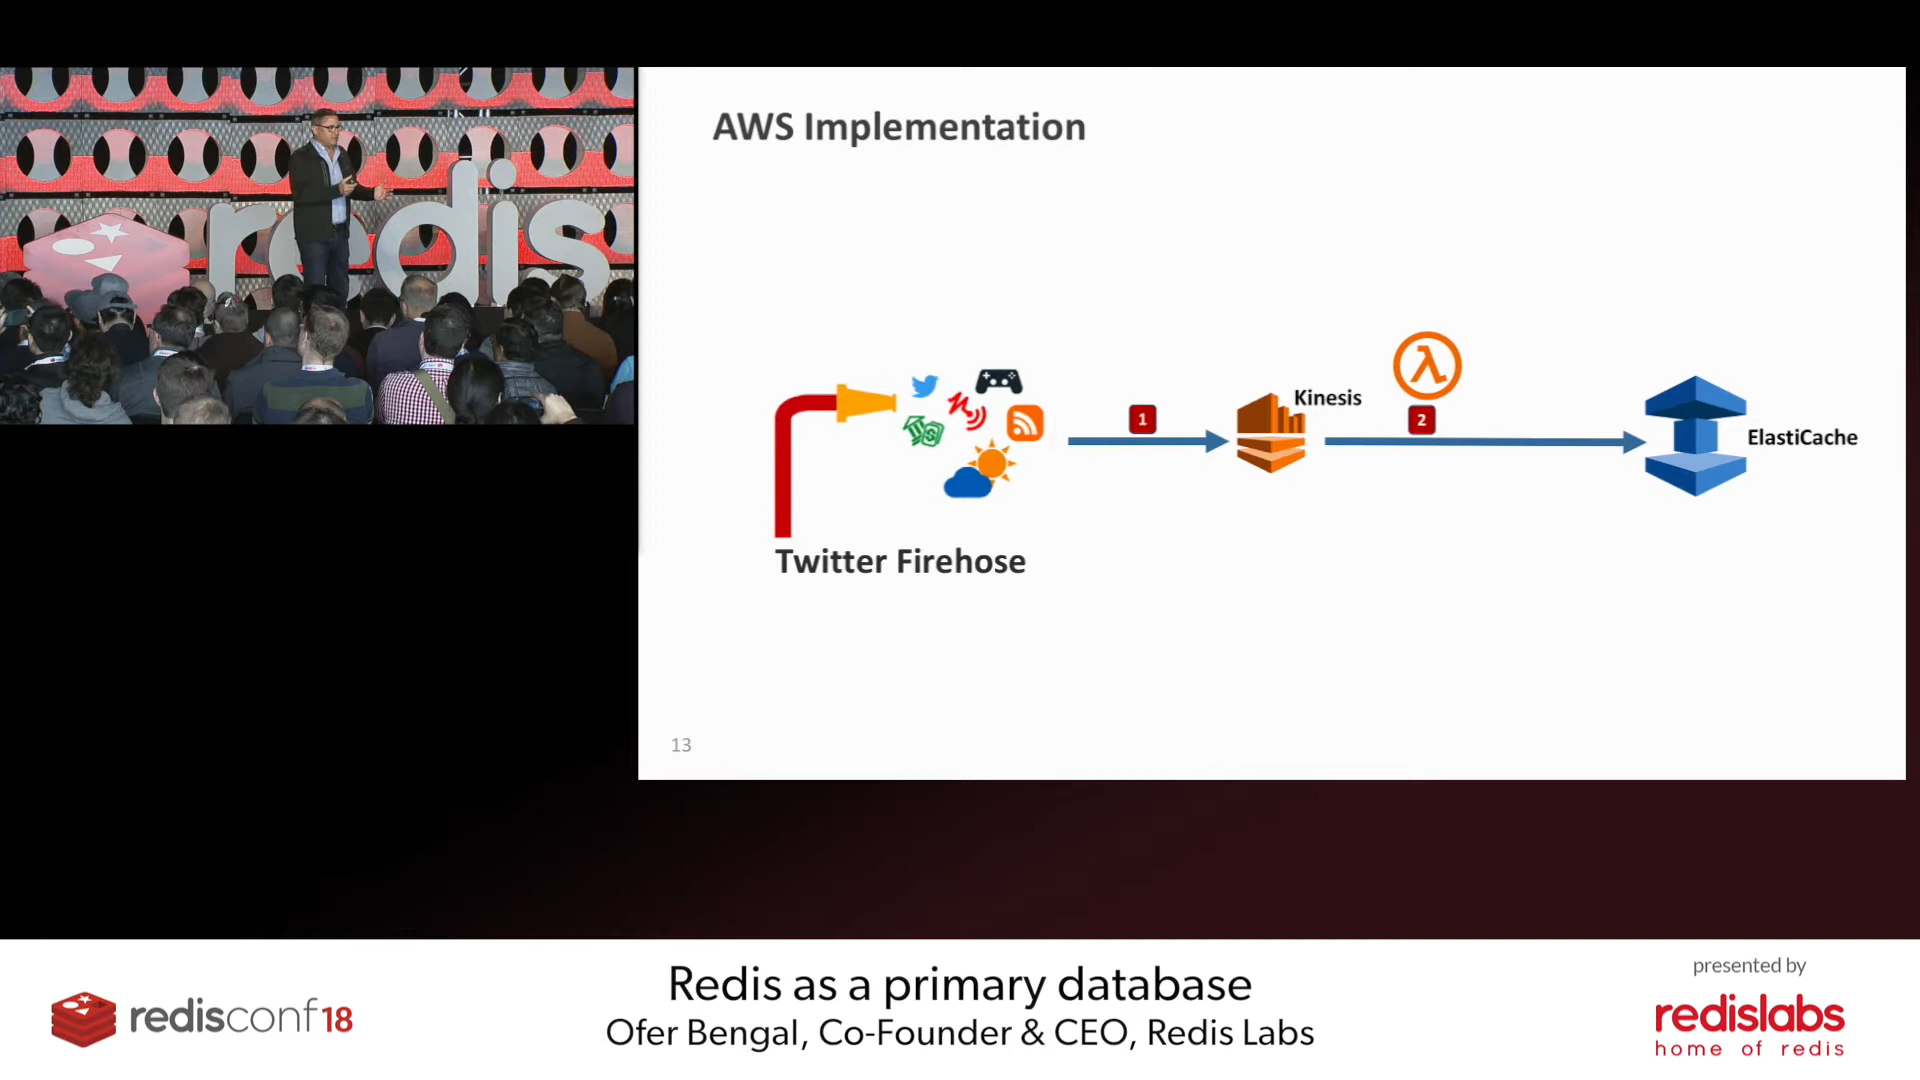 redis
AWS Implementation
Twitter Firehose
1
Kinesis
λ
2
ElastiCache
13
redisconf18
Redis as a primary database
Ofer Bengal, Co-Founder & CEO, Redis Labs
presented by
redislabs
home of redis